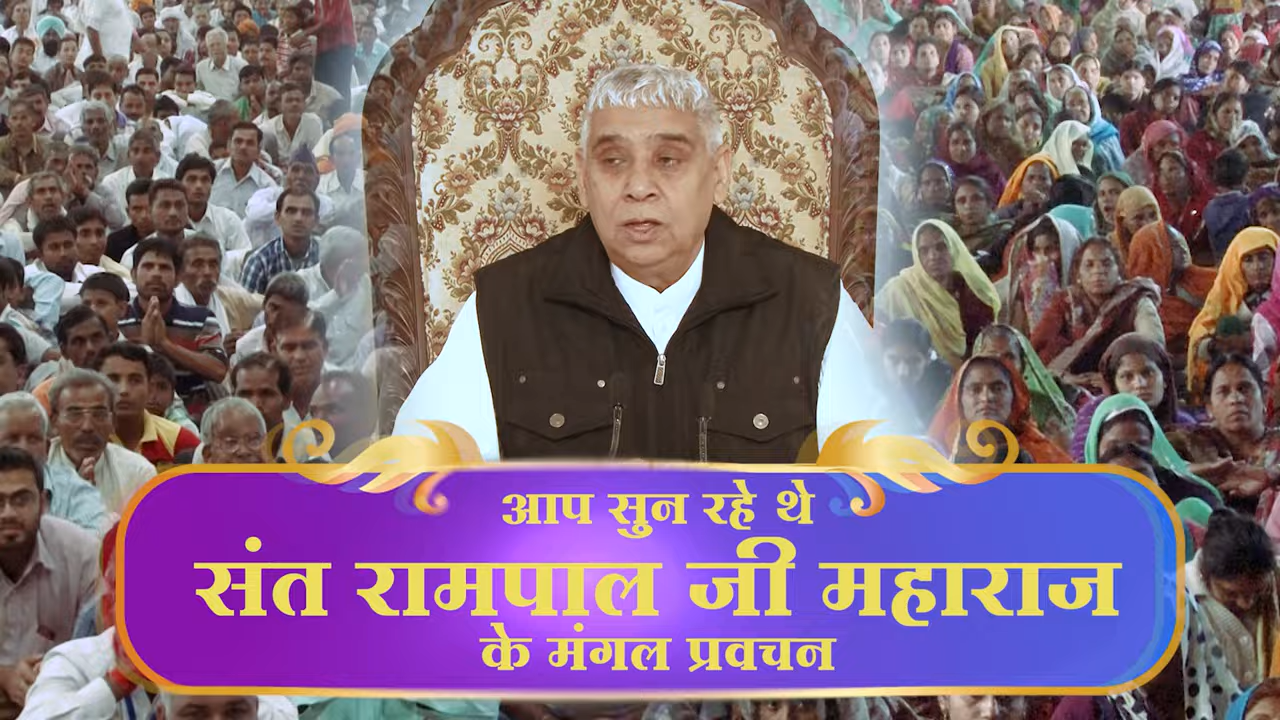 आप सुन रहे थे
संत रामपाल जी महाराज
के मंगल प्रवचन